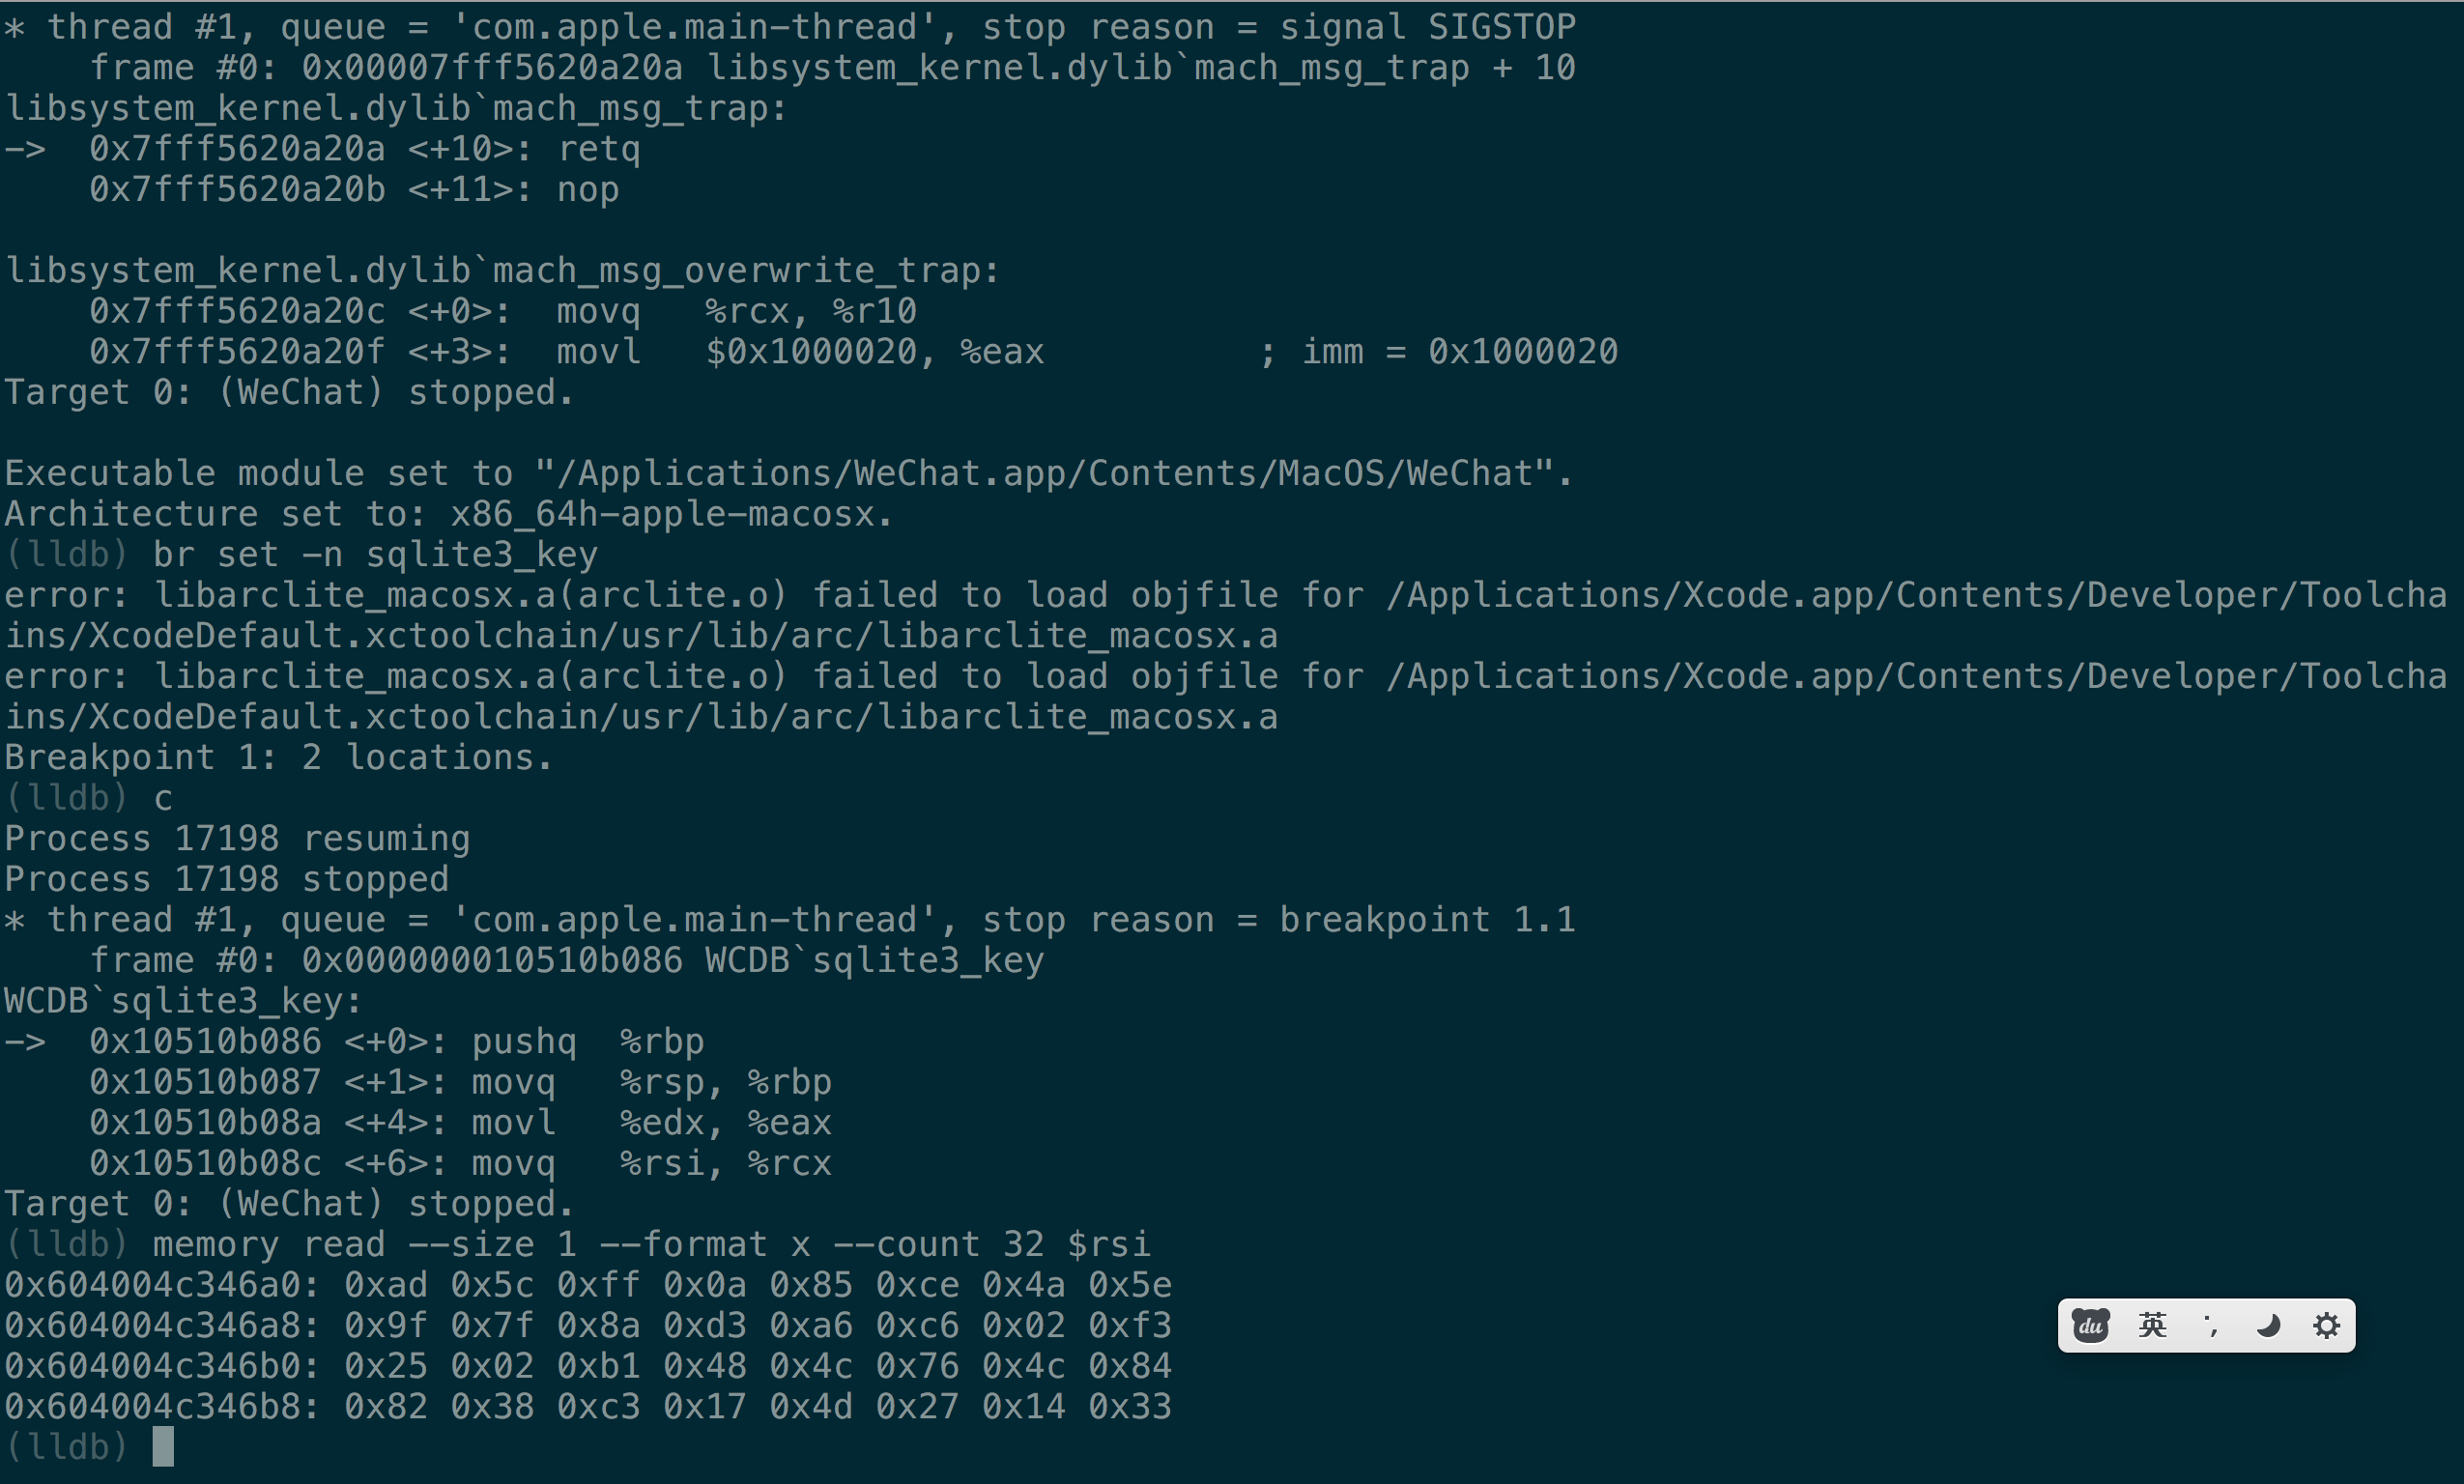 * thread #1, queue = 'com.apple.main-thread', stop reason = signal SIGSTOP
    frame #0: 0x00007fff5620a20a libsystem_kernel.dylib`mach_msg_trap + 10
libsystem_kernel.dylib`mach_msg_trap:
->  0x7fff5620a20a <+10>: retq
    0x7fff5620a20b <+11>: nop
libsystem_kernel.dylib`mach_msg_overwrite_trap:
    0x7fff5620a20c <+0>:  movq   %rcx, %r10
    0x7fff5620a20f <+3>:  movl   $0x1000020, %eax          ; imm = 0x1000020
Target 0: (WeChat) stopped.
Executable module set to "/Applications/WeChat.app/Contents/MacOS/WeChat".
Architecture set to: x86_64h-apple-macosx.
(lldb) br set -n sqlite3_key
error: libarclite_macosx.a(arclite.o) failed to load objfile for /Applications/Xcode.app/Contents/Developer/Toolcha
ins/XcodeDefault.xctoolchain/usr/lib/arc/libarclite_macosx.a
error: libarclite_macosx.a(arclite.o) failed to load objfile for /Applications/Xcode.app/Contents/Developer/Toolcha
ins/XcodeDefault.xctoolchain/usr/lib/arc/libarclite_macosx.a
Breakpoint 1: 2 locations.
(lldb) c
Process 17198 resuming
Process 17198 stopped
* thread #1, queue = 'com.apple.main-thread', stop reason = breakpoint 1.1
    frame #0: 0x000000010510b086 WCDB`sqlite3_key
WCDB`sqlite3_key:
->  0x10510b086 <+0>: pushq  %rbp
    0x10510b087 <+1>: movq   %rsp, %rbp
    0x10510b08a <+4>: movl   %edx, %eax
    0x10510b08c <+6>: movq   %rsi, %rcx
Target 0: (WeChat) stopped.
(lldb) memory read --size 1 --format x --count 32 $rsi
0x604004c346a0: 0xad 0x5c 0xff 0x0a 0x85 0xce 0x4a 0x5e
0x604004c346a8: 0x9f 0x7f 0x8a 0xd3 0xa6 0xc6 0x02 0xf3
0x604004c346b0: 0x25 0x02 0xb1 0x48 0x4c 0x76 0x4c 0x84
0x604004c346b8: 0x82 0x38 0xc3 0x17 0x4d 0x27 0x14 0x33
(lldb)
du 英